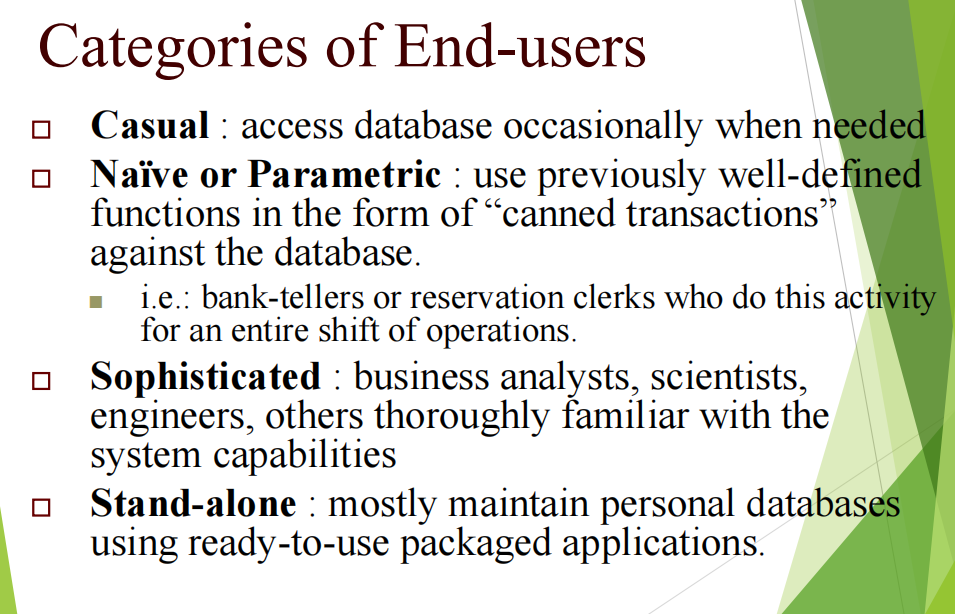 Categories of End-users
Casual : access database occasionally when needed
Naïve or Parametric : use previously well-defined
functions in the form of “canned transactions”
against the database.
i.e.: bank-tellers or reservation clerks who do this activity
for an entire shift of operations.
Sophisticated : business analysts, scientists,
engineers, others thoroughly familiar with the
system capabilities
Stand-alone : mostly maintain personal databases
using ready-to-use packaged applications.